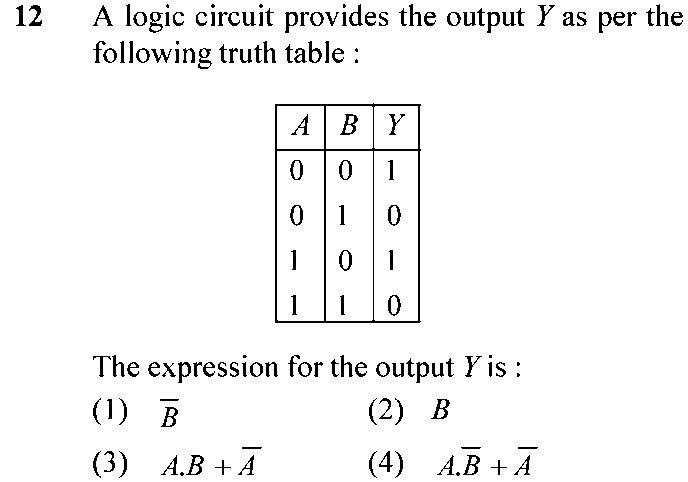 12 A logic circuit provides the output Y as per the
following truth table :
A B Y
0 0 1
0 1 0
1 0 1
1 1 0
The expression for the output Y is :
(1) B̅ (2) B
(3) A.B + A̅ (4) A.B̅ + A̅